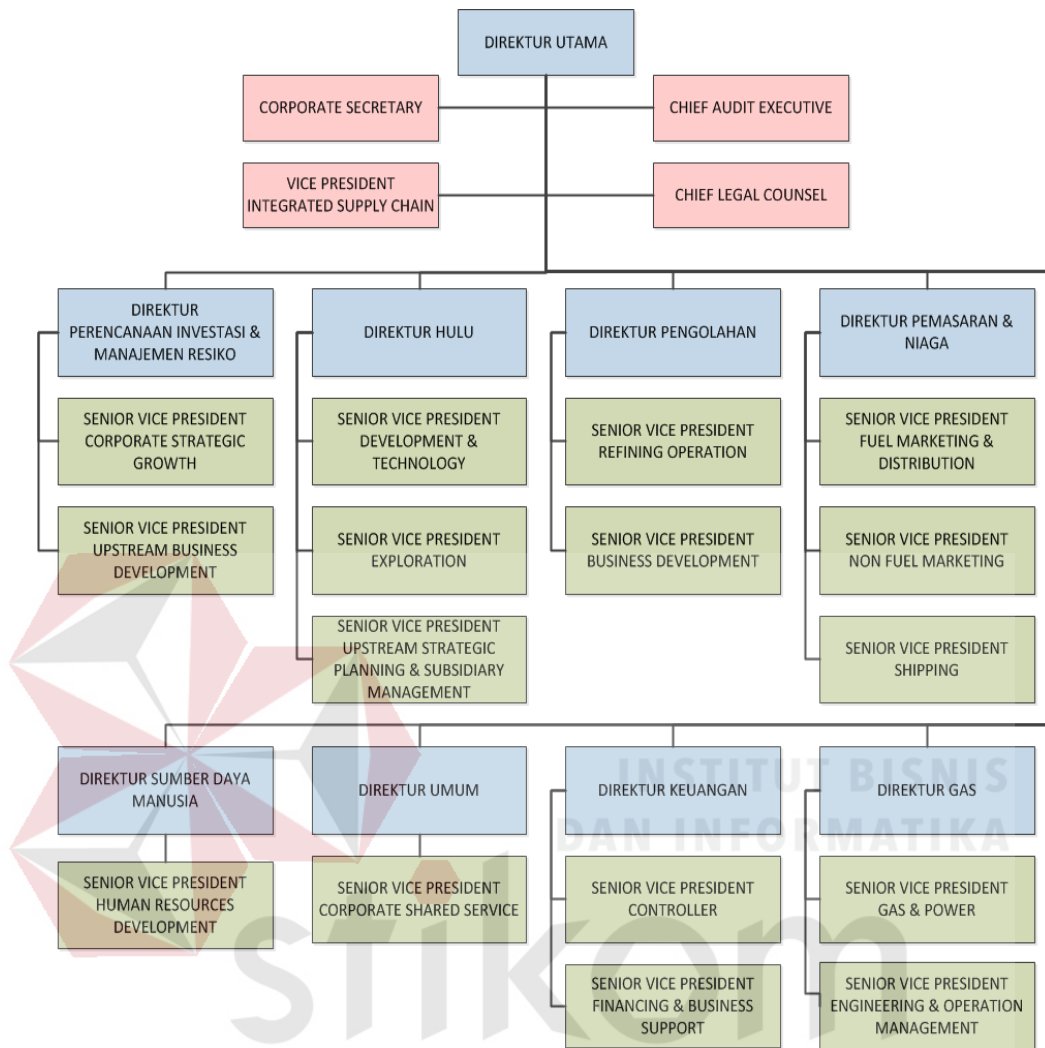 DIREKTUR UTAMA
CORPORATE SECRETARY
CHIEF AUDIT EXECUTIVE
VICE PRESIDENT
INTEGRATED SUPPLY CHAIN
CHIEF LEGAL COUNSEL
DIREKTUR
PERENCANAAN INVESTASI &
MANAJEMEN RESIKO
DIREKTUR HULU
DIREKTUR PENGOLAHAN
DIREKTUR PEMASARAN &
NIAGA
SENIOR VICE PRESIDENT
CORPORATE STRATEGIC
GROWTH
SENIOR VICE PRESIDENT
DEVELOPMENT &
TECHNOLOGY
SENIOR VICE PRESIDENT
REFINING OPERATION
SENIOR VICE PRESIDENT
FUEL MARKETING &
DISTRIBUTION
SENIOR VICE PRESIDENT
UPSTREAM BUSINESS
DEVELOPMENT
SENIOR VICE PRESIDENT
EXPLORATION
SENIOR VICE PRESIDENT
BUSINESS DEVELOPMENT
SENIOR VICE PRESIDENT
NON FUEL MARKETING
SENIOR VICE PRESIDENT
UPSTREAM STRATEGIC
PLANNING & SUBSIDIARY
MANAGEMENT
SENIOR VICE PRESIDENT
SHIPPING
DIREKTUR SUMBER DAYA
MANUSIA
DIREKTUR UMUM
DIREKTUR KEUANGAN
DIREKTUR GAS
INSTITUT BISNIS
DAN INFORMATIKA
SENIOR VICE PRESIDENT
HUMAN RESOURCES
DEVELOPMENT
SENIOR VICE PRESIDENT
CORPORATE SHARED SERVICE
SENIOR VICE PRESIDENT
CONTROLLER
SENIOR VICE PRESIDENT
GAS & POWER
stikom
SENIOR VICE PRESIDENT
FINANCING & BUSINESS
SUPPORT
SENIOR VICE PRESIDENT
ENGINEERING & OPERATION
MANAGEMENT